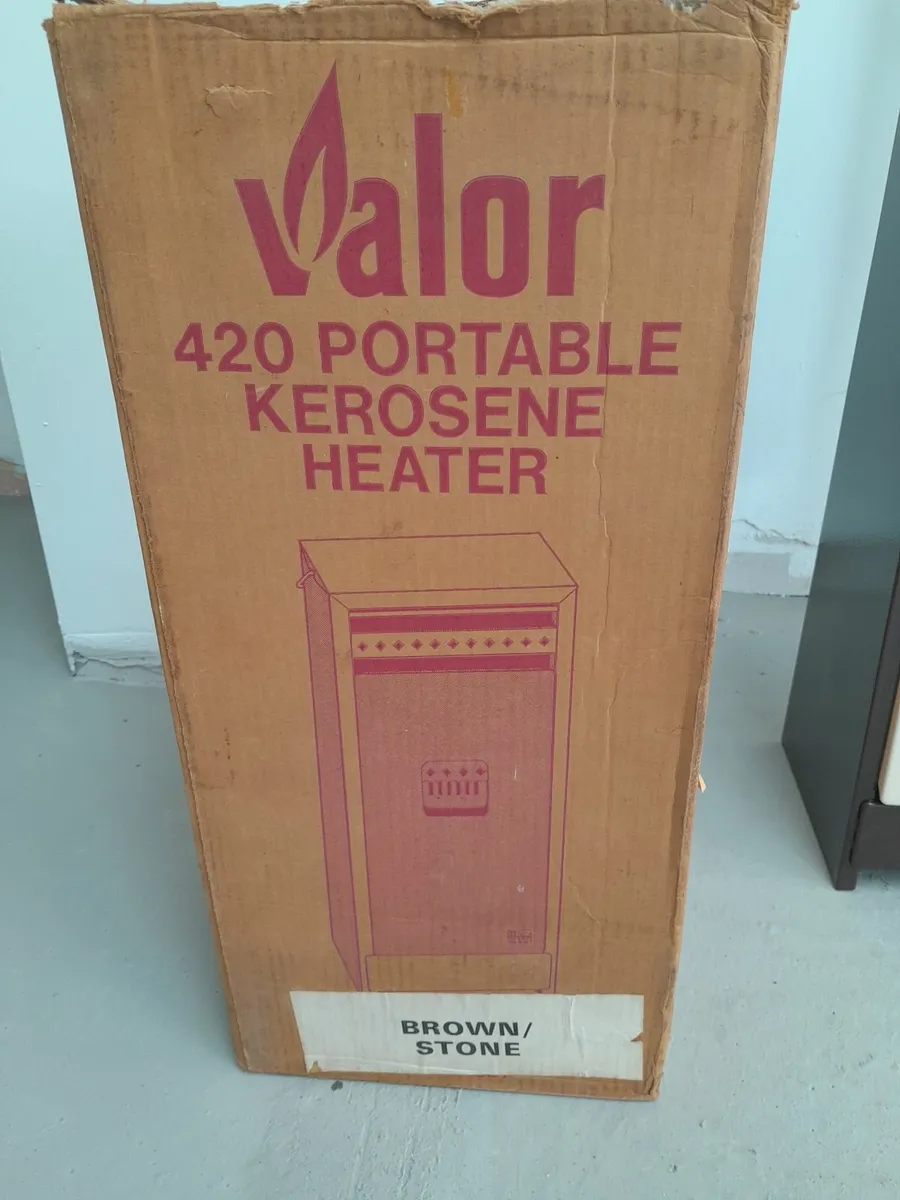 Valor
420 PORTABLE
KEROSENE
HEATER
BROWN/
STONE